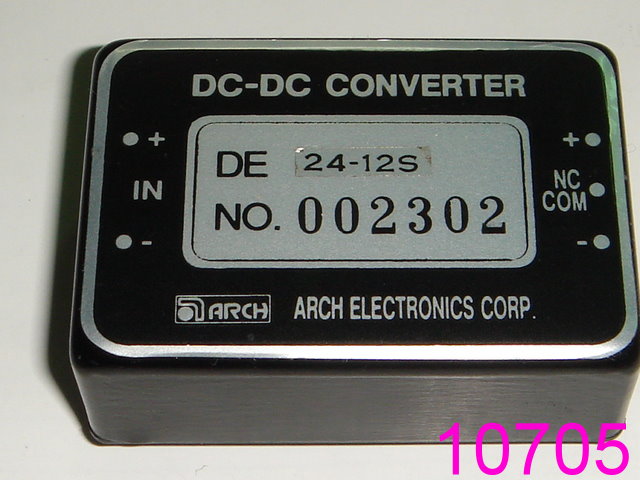 DC-DC CONVERTER
+ +
DE 24-12S
IN NC
COM
NO. 002302
- -
ARCH ARCH ELECTRONICS CORP.
10705